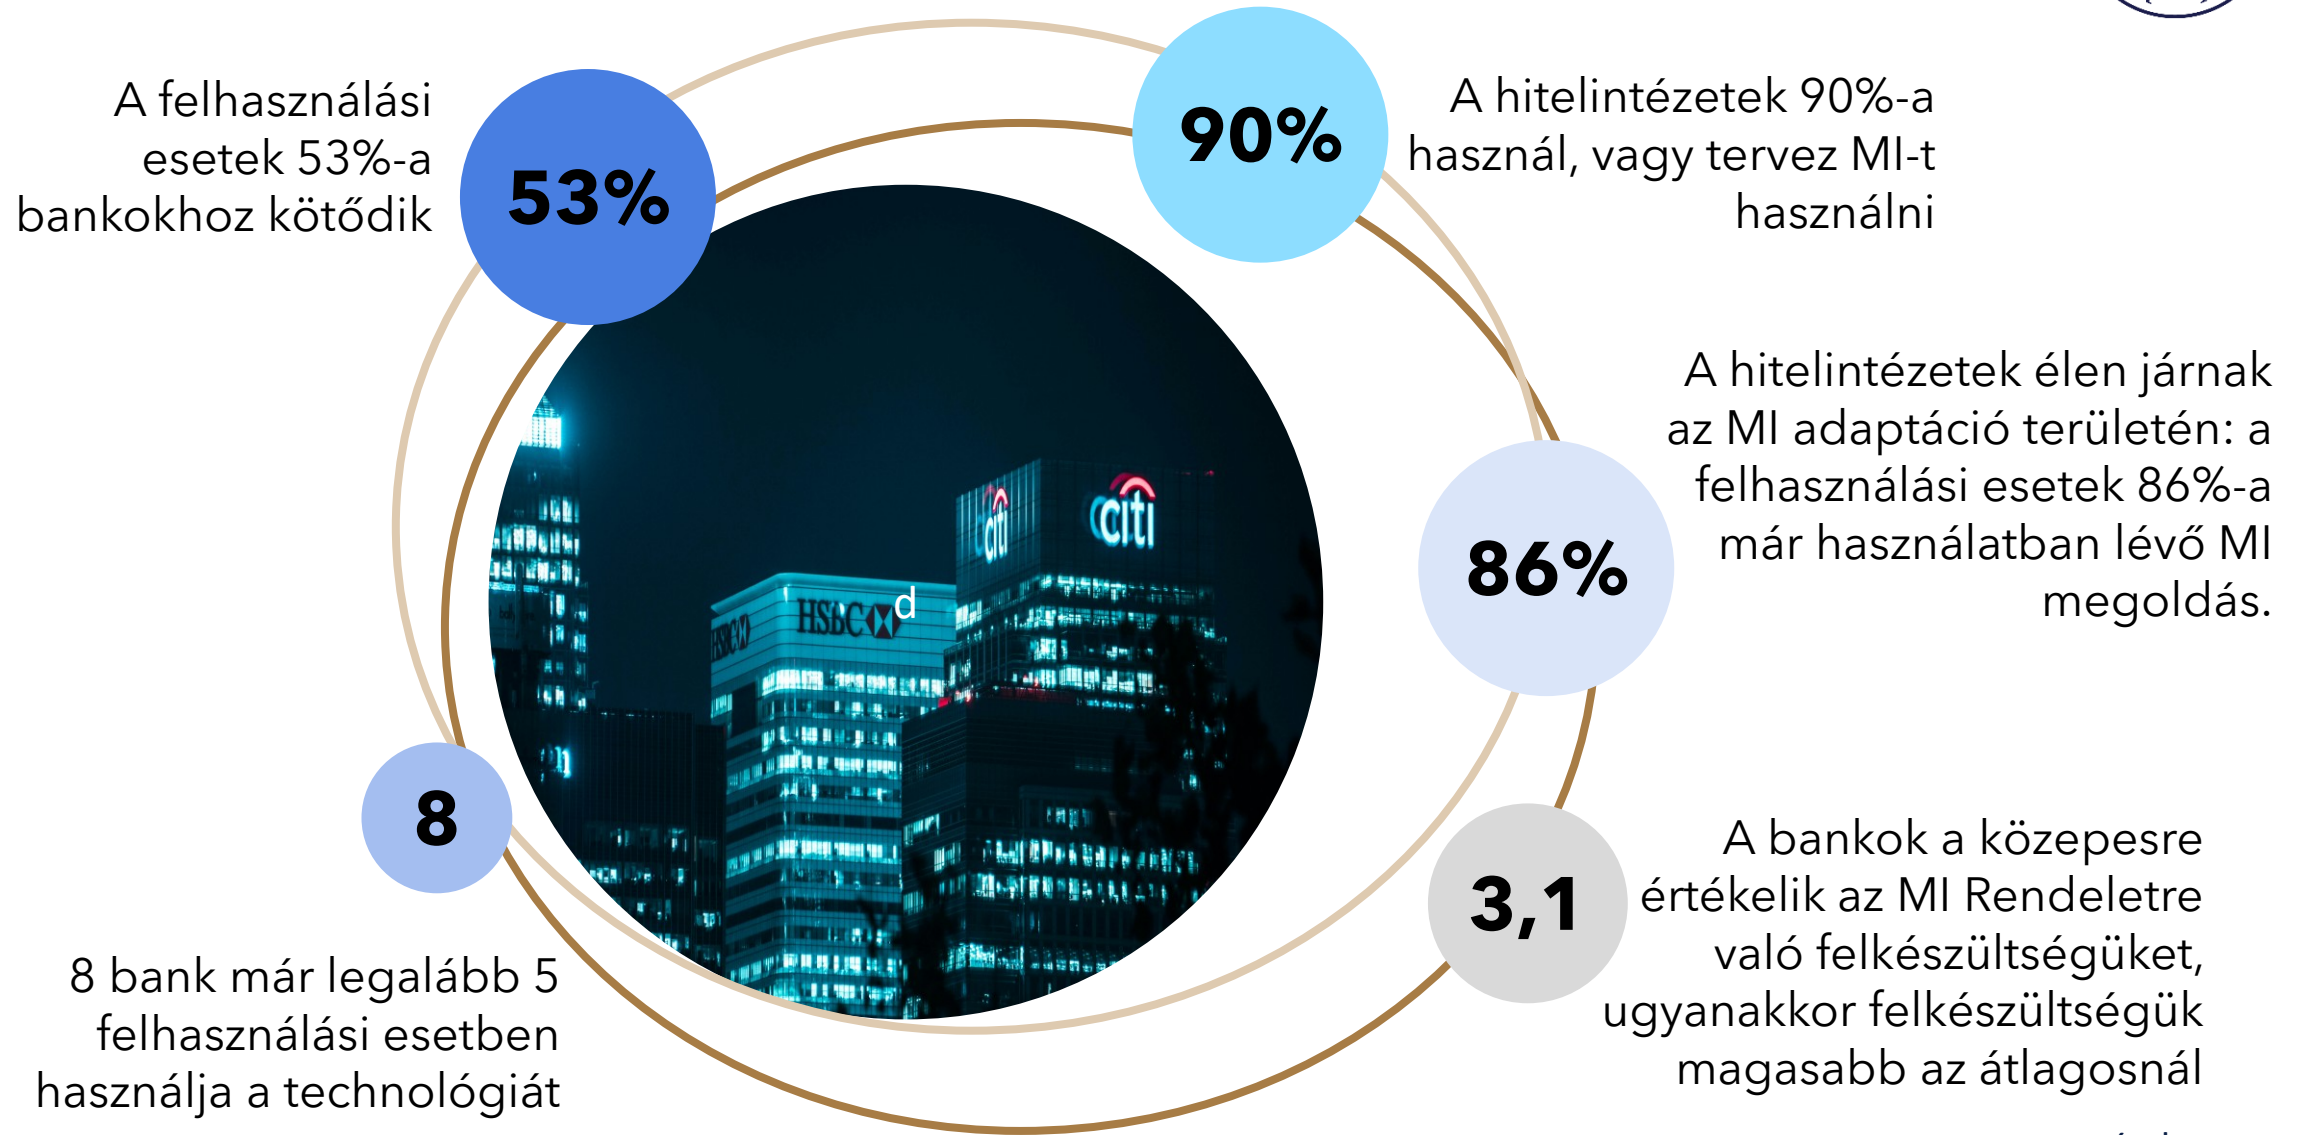 A felhasználási
esetek 53%-a
bankokhoz kötődik
53%
90%
A hitelintézetek 90%-a
használ, vagy tervez MI-t
használni
A hitelintézetek élen járnak
az MI adaptáció területén: a
felhasználási esetek 86%-a
már használatban lévő MI
megoldás.
86%
citi
citi
HSBC
HSBC
d
8
8 bank már legalább 5
felhasználási esetben
használja a technológiát
3,1
A bankok a közepesre
értékelik az MI Rendeletre
való felkészültségüket,
ugyanakkor felkészültségük
magasabb az átlagosnál